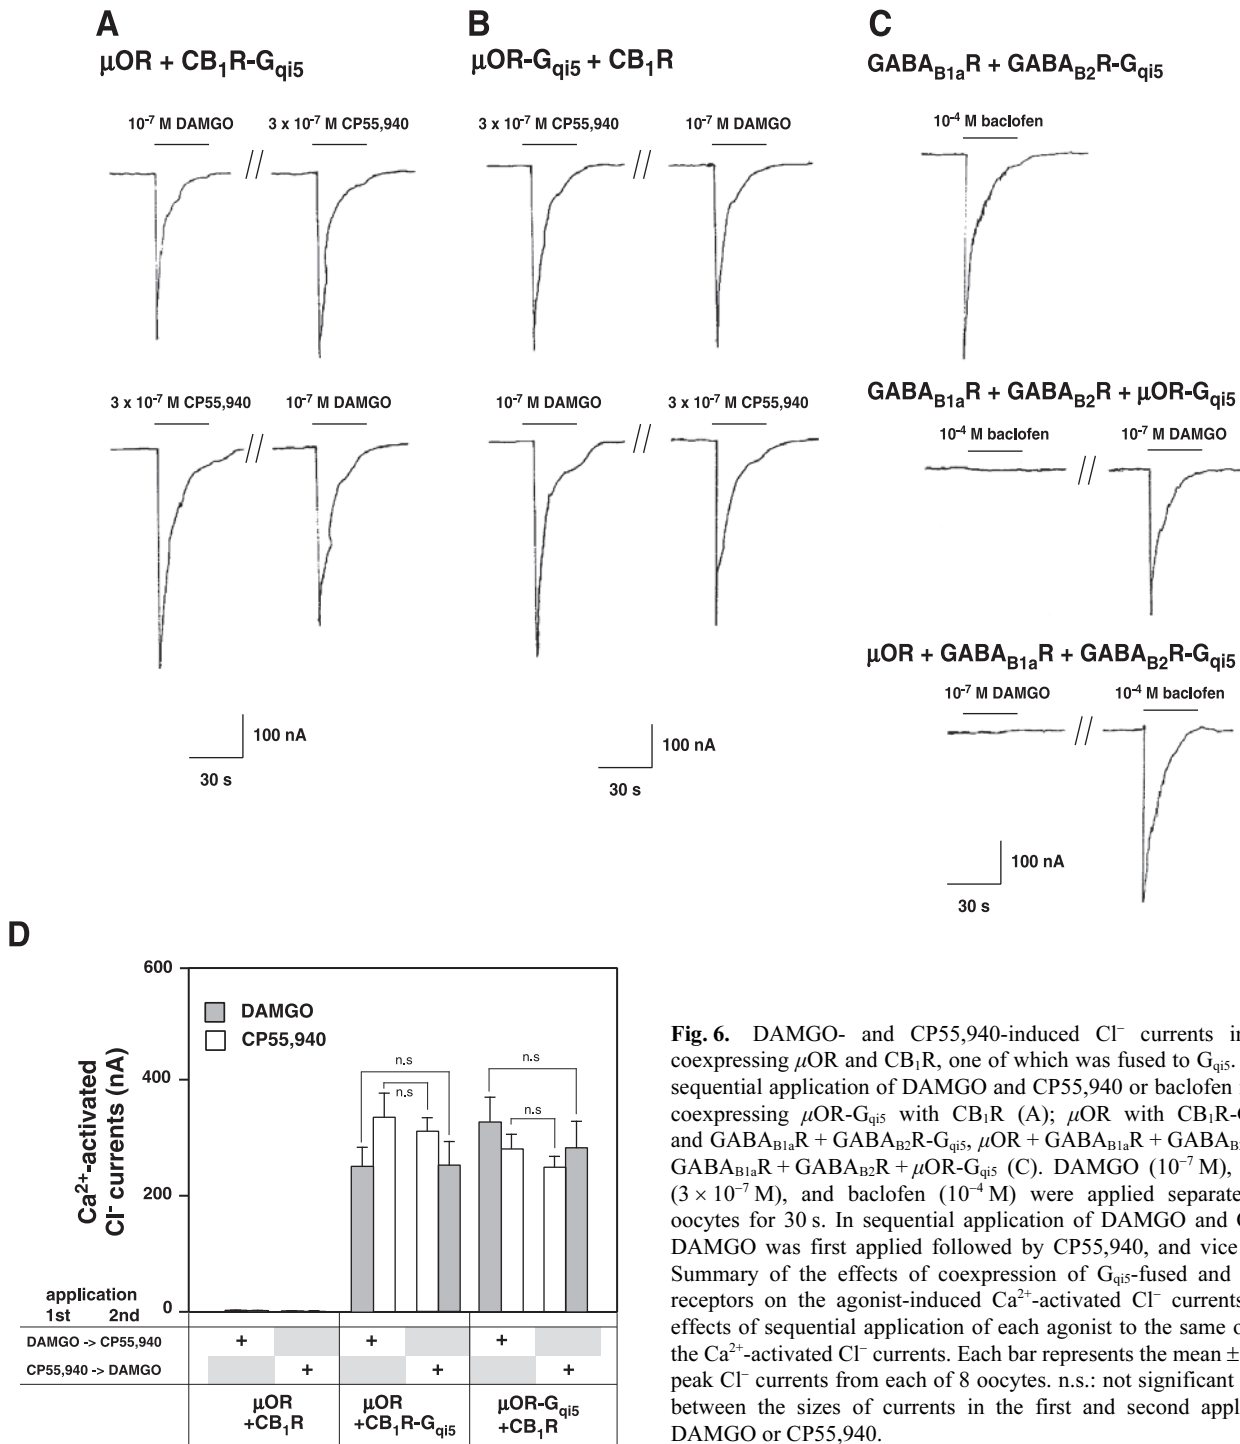 A
μOR + CB1R-Gqi5
10⁻⁷ M DAMGO
3 x 10⁻⁷ M CP55,940
3 x 10⁻⁷ M CP55,940
10⁻⁷ M DAMGO
100 nA
30 s
B
μOR-Gqi5 + CB1R
3 x 10⁻⁷ M CP55,940
10⁻⁷ M DAMGO
10⁻⁷ M DAMGO
3 x 10⁻⁷ M CP55,940
100 nA
30 s
C
GABAB1aR + GABAB2R-Gqi5
10⁻⁴ M baclofen
GABAB1aR + GABAB2R + μOR-Gqi5
10⁻⁴ M baclofen
10⁻⁷ M DAMGO
μOR + GABAB1aR + GABAB2R-Gqi5
10⁻⁷ M DAMGO
10⁻⁴ M baclofen
100 nA
30 s
D
Ca²⁺-activated
Cl⁻ currents (nA)
600
400
200
0
DAMGO
CP55,940
n.s
n.s
n.s
n.s
application
1st 2nd
DAMGO -> CP55,940 + + +
CP55,940 -> DAMGO + + +
μOR
+CB1R
μOR
+CB1R-Gqi5
μOR-Gqi5
+CB1R
Fig. 6. DAMGO- and CP55,940-induced Cl⁻ currents in
coexpressing μOR and CB1R, one of which was fused to Gqi5.
sequential application of DAMGO and CP55,940 or baclofen
coexpressing μOR-Gqi5 with CB1R (A); μOR with CB1R-
and GABAB1aR + GABAB2R-Gqi5, μOR + GABAB1aR +
GABAB1aR + GABAB2R + μOR-Gqi5 (C). DAMGO (10⁻⁷ M),
(3 × 10⁻⁷ M), and baclofen (10⁻⁴ M) were applied
oocytes for 30 s. In sequential application of DAMGO and
DAMGO was first applied followed by CP55,940, and vice
Summary of the effects of coexpression of Gqi5-fused and
receptors on the agonist-induced Ca²⁺-activated Cl⁻ currents
effects of sequential application of each agonist to the same
the Ca²⁺-activated Cl⁻ currents. Each bar represents the mean ±
peak Cl⁻ currents from each of 8 oocytes. n.s.: not significant
between the sizes of currents in the first and second
DAMGO or CP55,940.